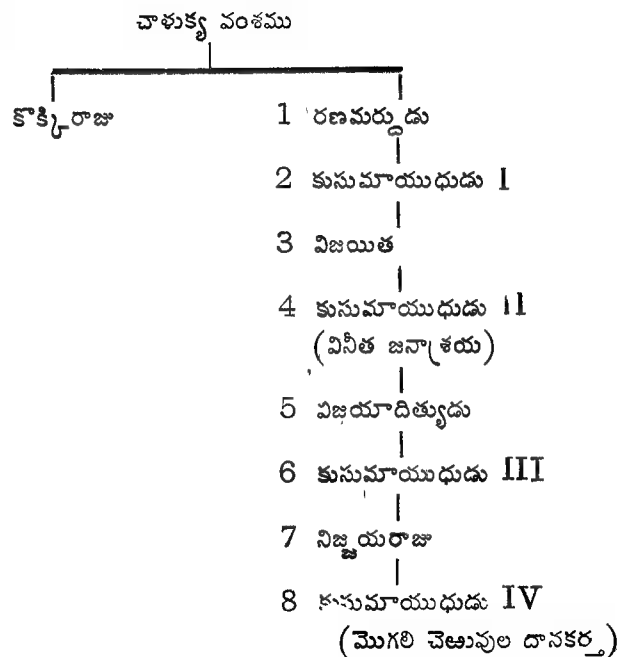 చాళుక్య వంశము
కొక్కిరాజు 1 రణమర్దుడు
2 కుసుమాయుధుడు I
3 విజయిత
4 కుసుమాయుధుడు II
(వినీత జనాశ్రయ)
5 విజయాదిత్యుడు
6 కుసుమాయుధుడు III
7 నిజ్జయరాజు
8 కుసుమాయుధుడు IV
(మొగలి చెఱువుల దానకర్త)